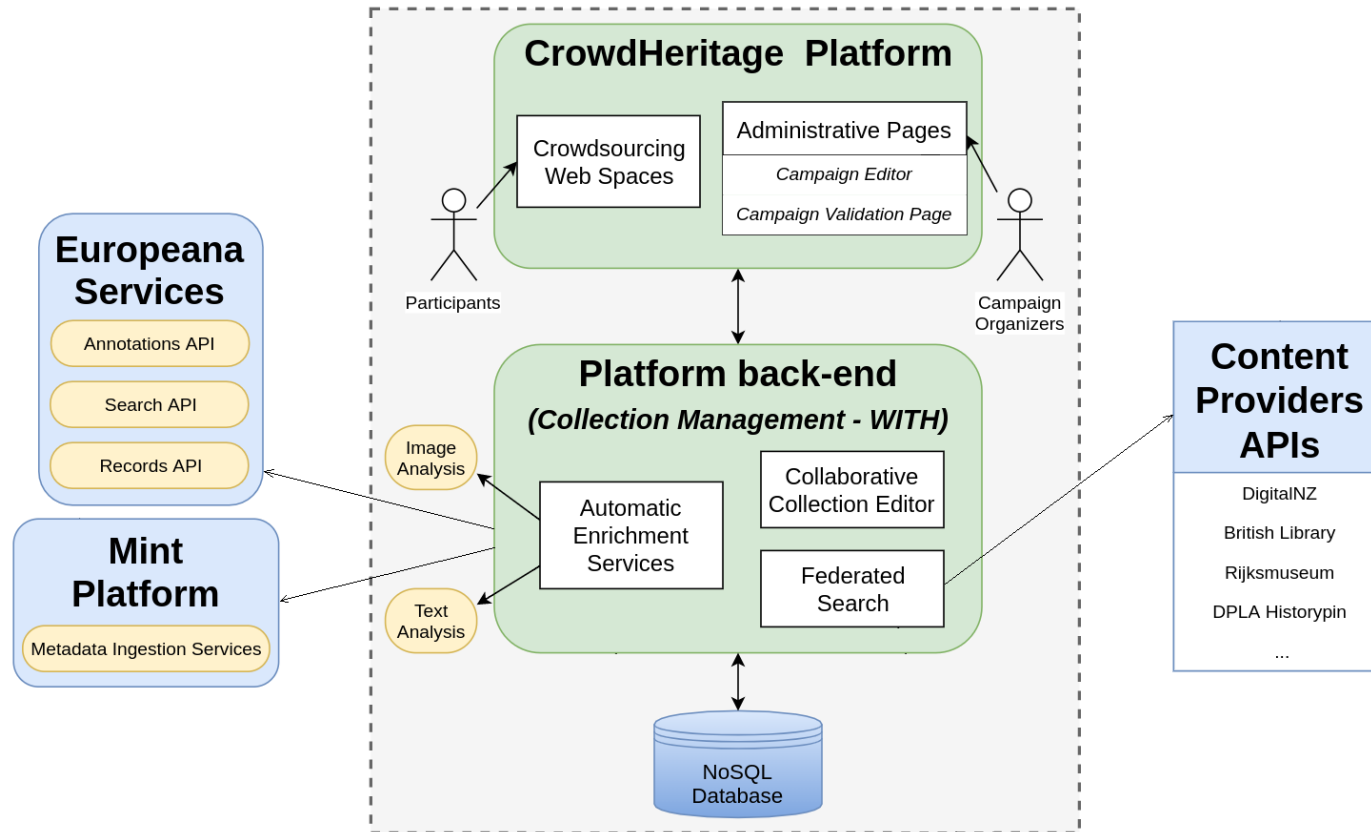 CrowdHeritage  Platform
Crowdsourcing
Web Spaces
Administrative Pages
Campaign Editor
Campaign Validation Page
Participants
Campaign
Organizers
Europeana
Services
Annotations API
Search API
Records API
Mint
Platform
Metadata Ingestion Services
Platform back-end
(Collection Management - WITH)
Image
Analysis
Text
Analysis
Automatic
Enrichment
Services
Collaborative
Collection Editor
Federated
Search
NoSQL
Database
Content
Providers
APIs
DigitalNZ
British Library
Rijksmuseum
DPLA Historypin
...